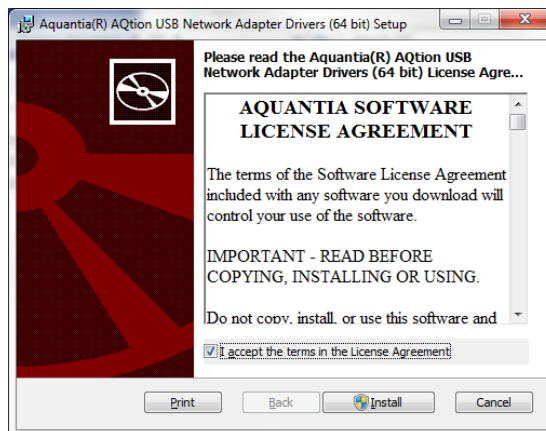 Aquantia(R) AQtion USB Network Adapter Drivers (64 bit) Setup
Please read the Aquantia(R) AQtion USB
Network Adapter Drivers (64 bit) License Agre...
AQUANTIA SOFTWARE
LICENSE AGREEMENT
The terms of the Software License Agreement
included with any software you download will
control your use of the software.
IMPORTANT - READ BEFORE
COPYING, INSTALLING OR USING.
Do not copy, install, or use this software and
I accept the terms in the License Agreement
Print Back Install Cancel